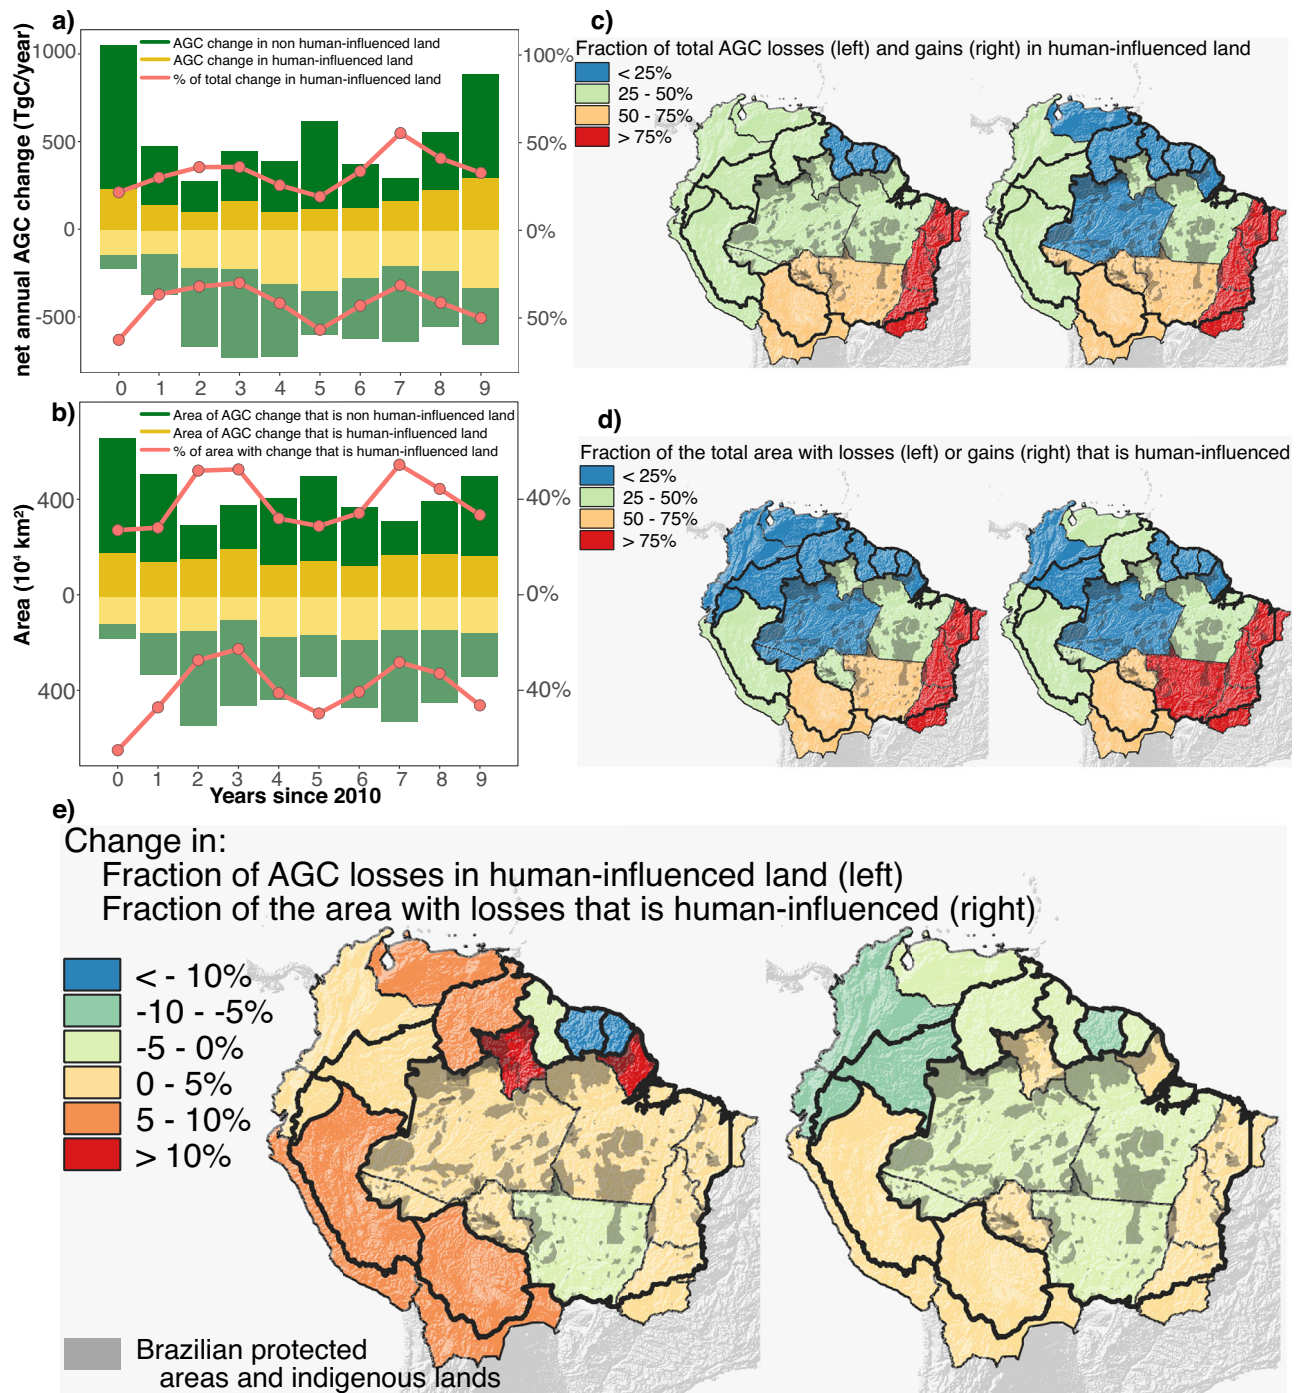 a)
AGC change in non human-influenced land
AGC change in human-influenced land
% of total change in human-influenced land
net annual AGC change (TgC/year)
1000
500
0
-500
100%
50%
0%
50%
0 1 2 3 4 5 6 7 8 9
b)
Area of AGC change that is non human-influenced land
Area of AGC change that is human-influenced land
% of area with change that is human-influenced land
Area (10⁴ km²)
400
0
400
40%
0%
40%
0 1 2 3 4 5 6 7 8 9
Years since 2010
c)
Fraction of total AGC losses (left) and gains (right) in human-influenced land
< 25%
25 - 50%
50 - 75%
> 75%
d)
Fraction of the total area with losses (left) or gains (right) that is human-influenced
< 25%
25 - 50%
50 - 75%
> 75%
e)
Change in:
Fraction of AGC losses in human-influenced land (left)
Fraction of the area with losses that is human-influenced (right)
< - 10%
-10 - -5%
-5 - 0%
0 - 5%
5 - 10%
> 10%
Brazilian protected
areas and indigenous lands